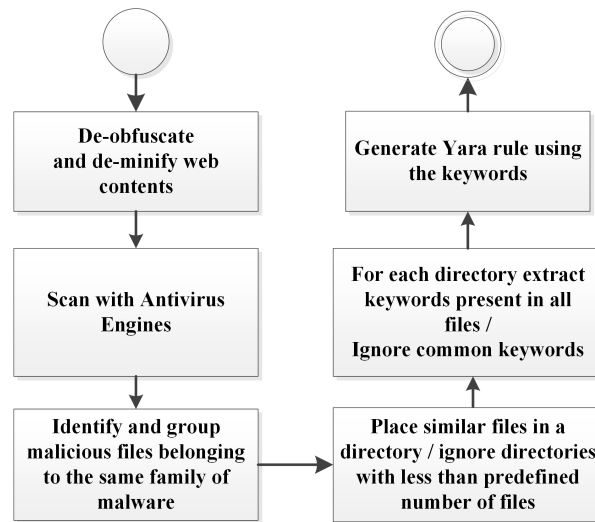 De-obfuscate
and de-minify web
contents
Scan with Antivirus
Engines
Identify and group
malicious files belonging
to the same family of
malware
Place similar files in a
directory / ignore directories
with less than predefined
number of files
For each directory extract
keywords present in all
files /
Ignore common keywords
Generate Yara rule using
the keywords